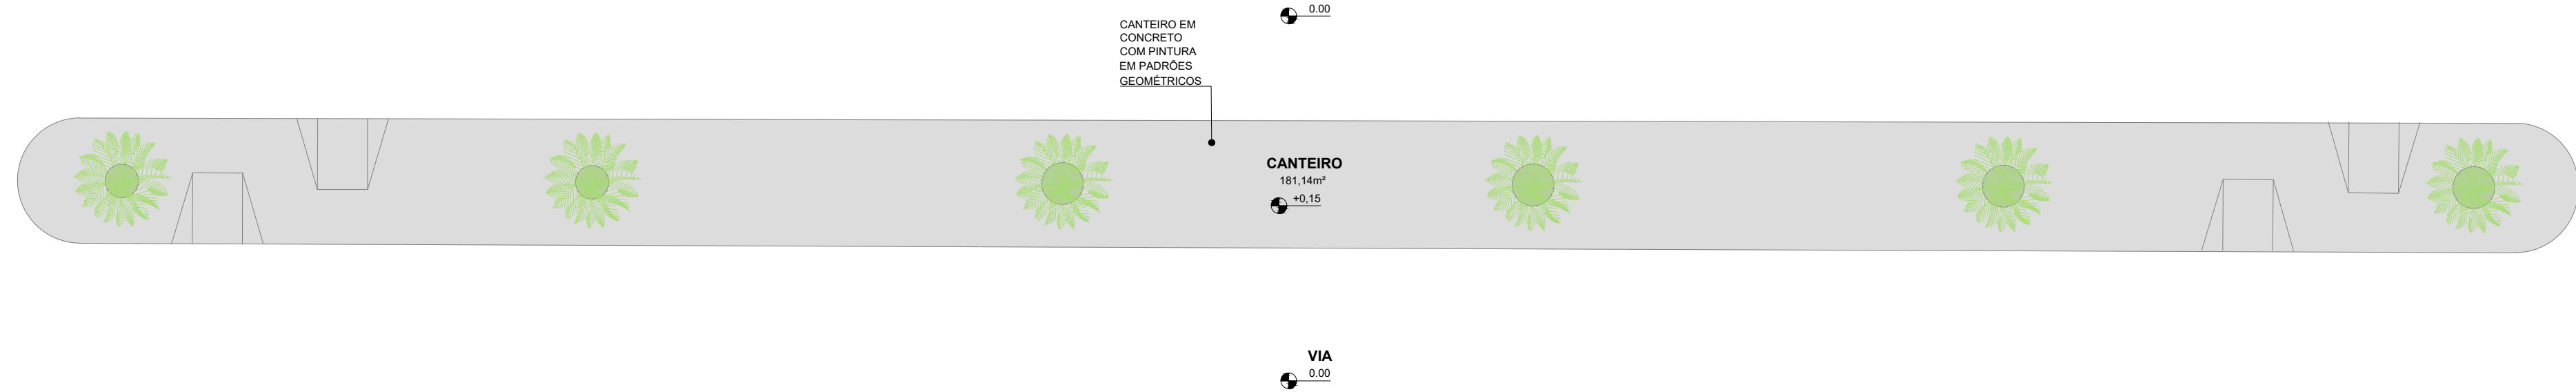 0.00
CANTEIRO EM
CONCRETO
COM PINTURA
EM PADRÕES
GEOMÉTRICOS
CANTEIRO
181,14m²
+0,15
VIA
0.00